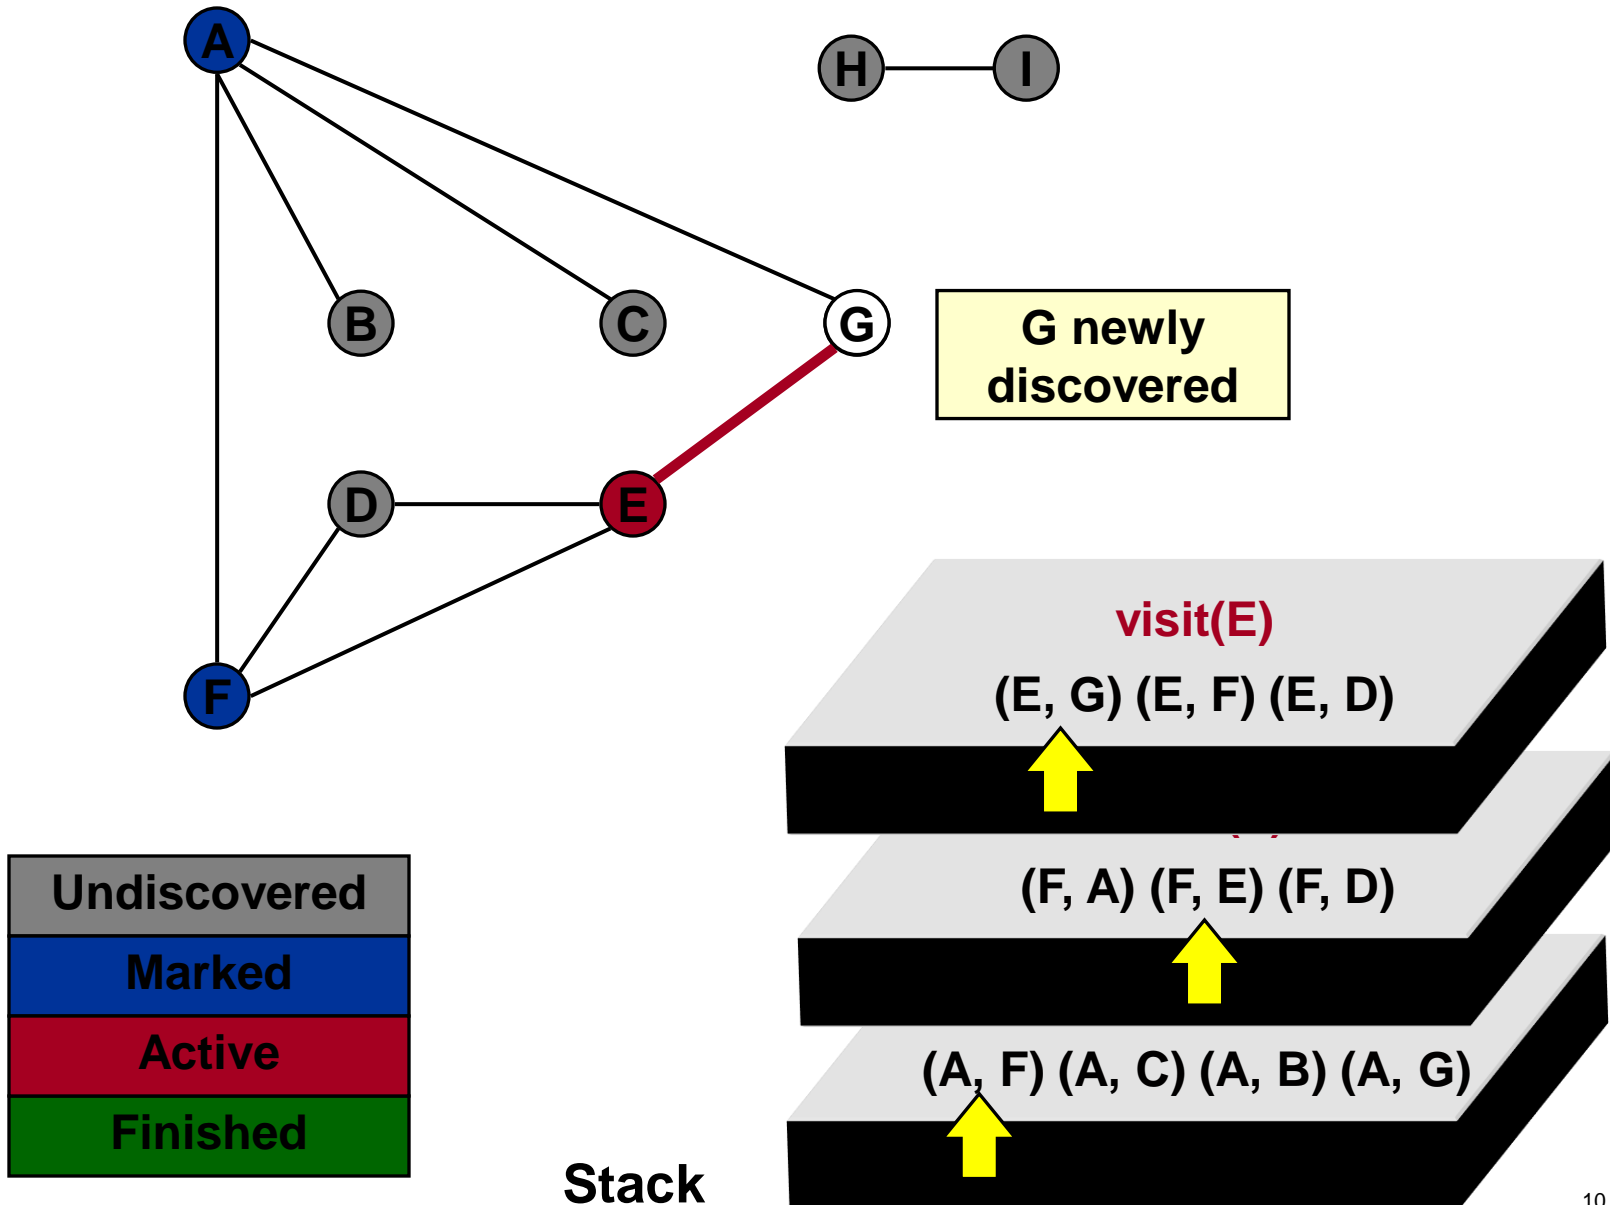 A
H
I
B
C
G
G newly
discovered
D
E
F
visit(E)
(E, G) (E, F) (E, D)
(F, A) (F, E) (F, D)
(A, F) (A, C) (A, B) (A, G)
Undiscovered
Marked
Active
Finished
Stack
10